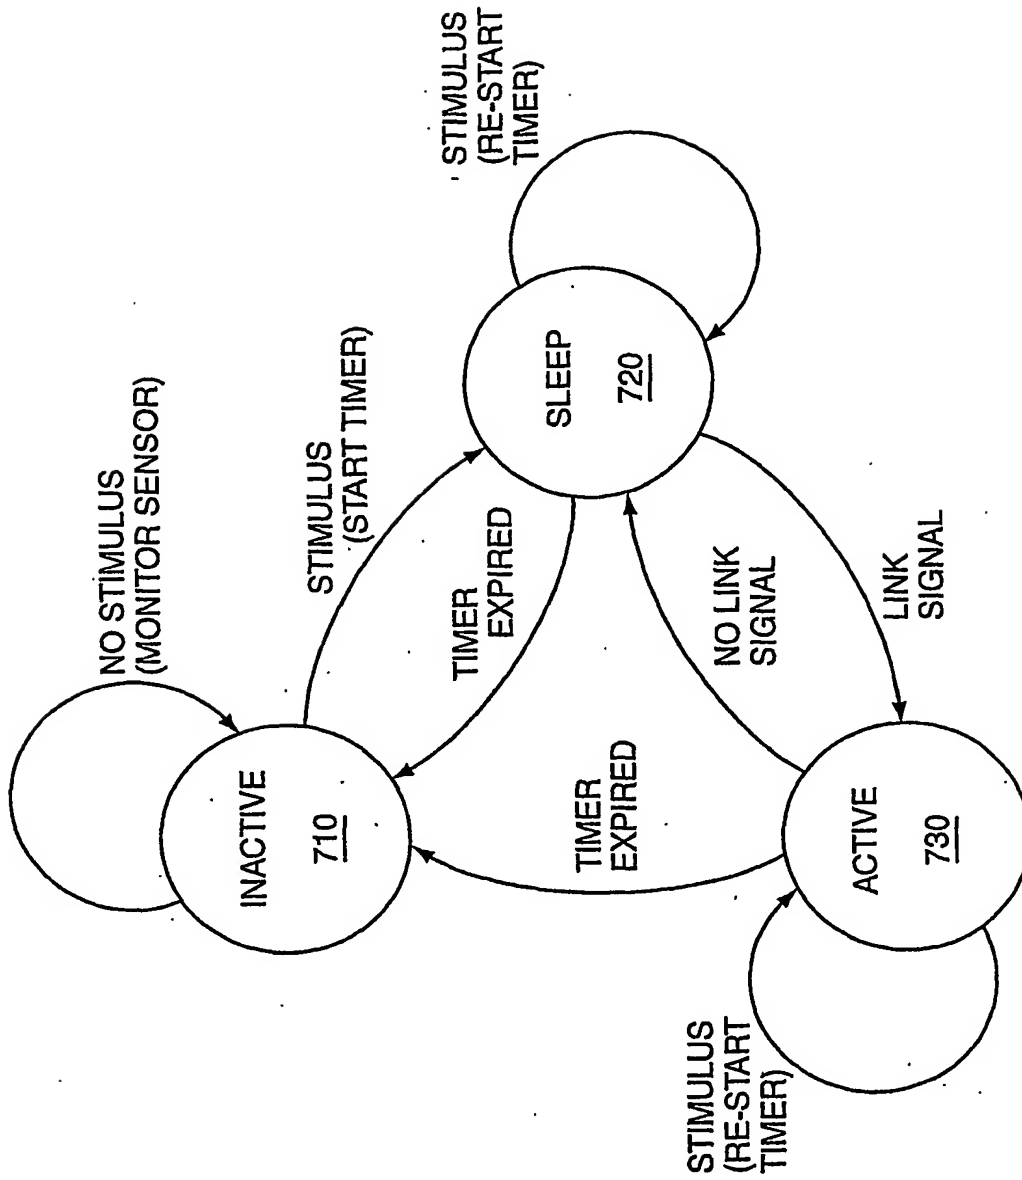 NO STIMULUS
(MONITOR SENSOR)
INACTIVE
710
STIMULUS
(START TIMER)
TIMER
EXPIRED
STIMULUS
(RE-START
TIMER)
SLEEP
720
TIMER
EXPIRED
NO LINK
SIGNAL
LINK
SIGNAL
STIMULUS
(RE-START
TIMER)
ACTIVE
730